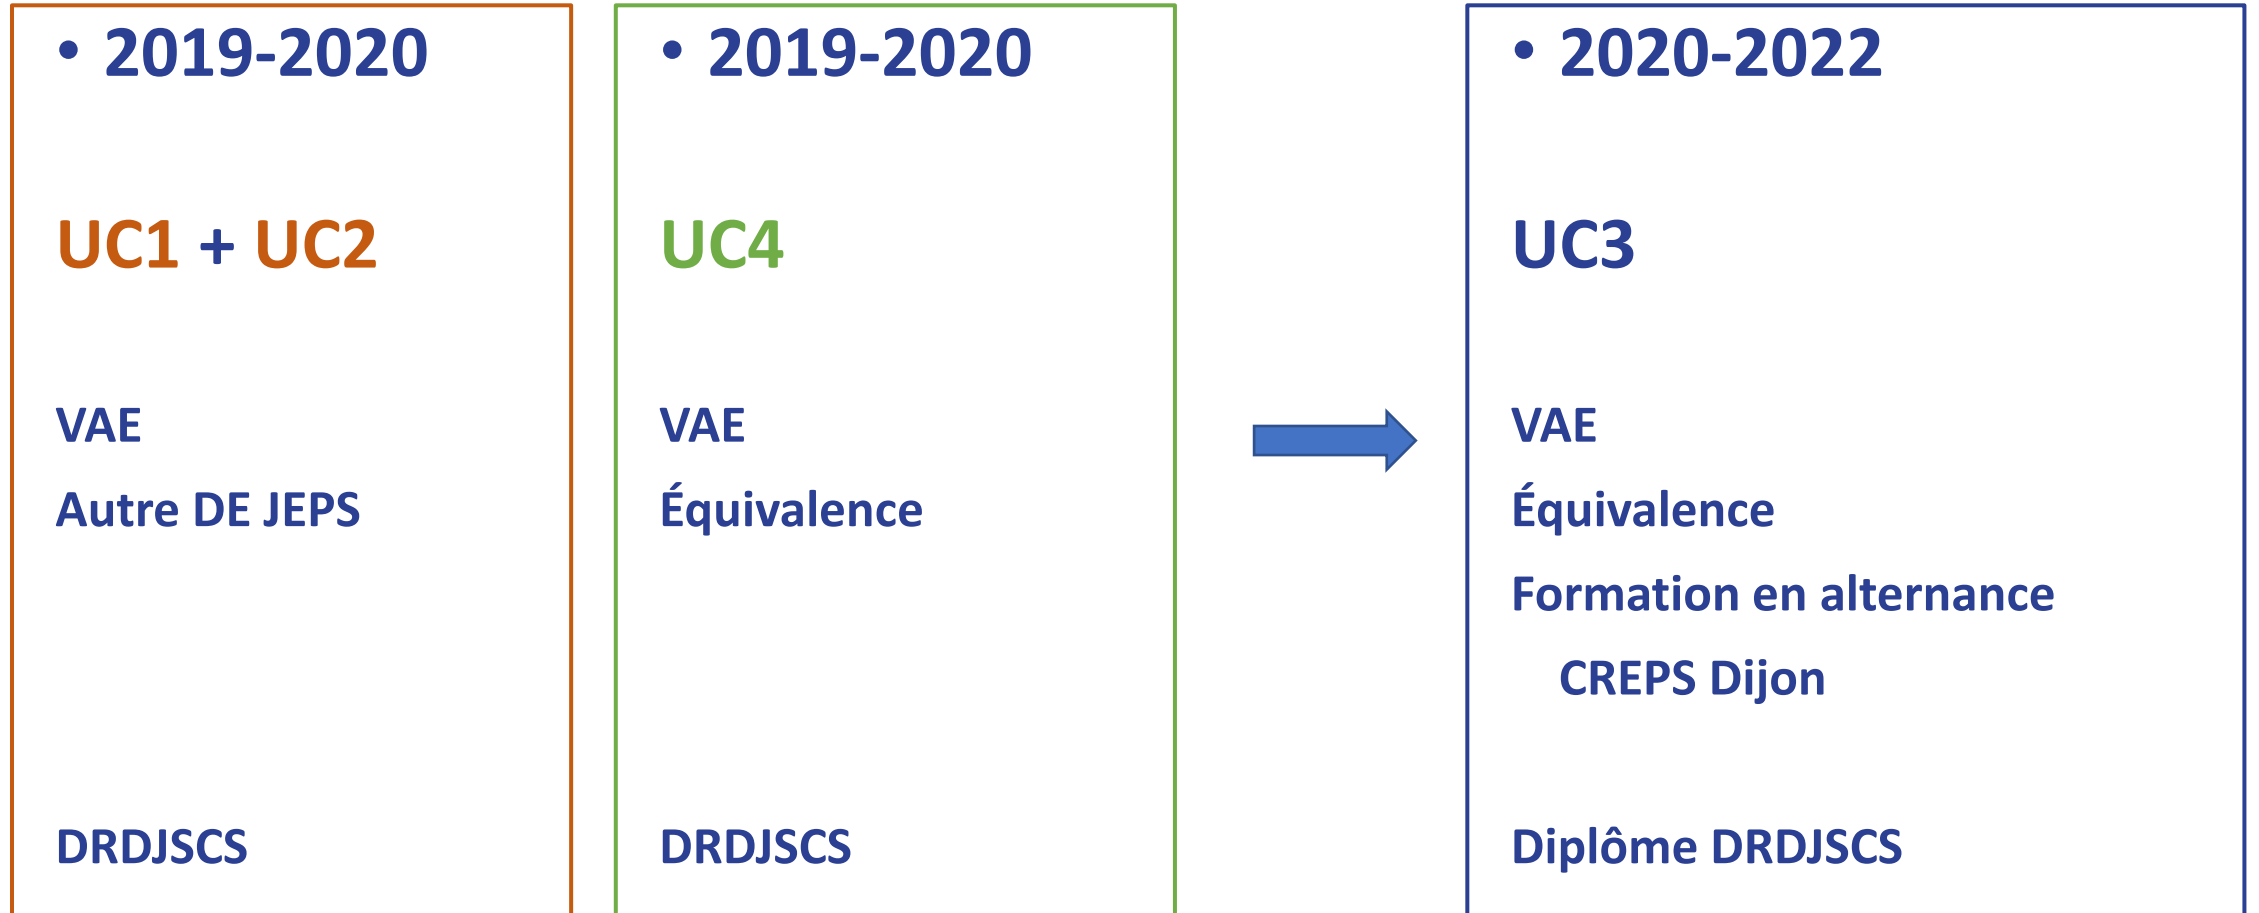 • 2019-2020
UC1 + UC2
VAE
Autre DE JEPS
DRDJSCS
• 2019-2020
UC4
VAE
Équivalence
DRDJSCS
• 2020-2022
UC3
VAE
Équivalence
Formation en alternance
CREPS Dijon
Diplôme DRDJSCS